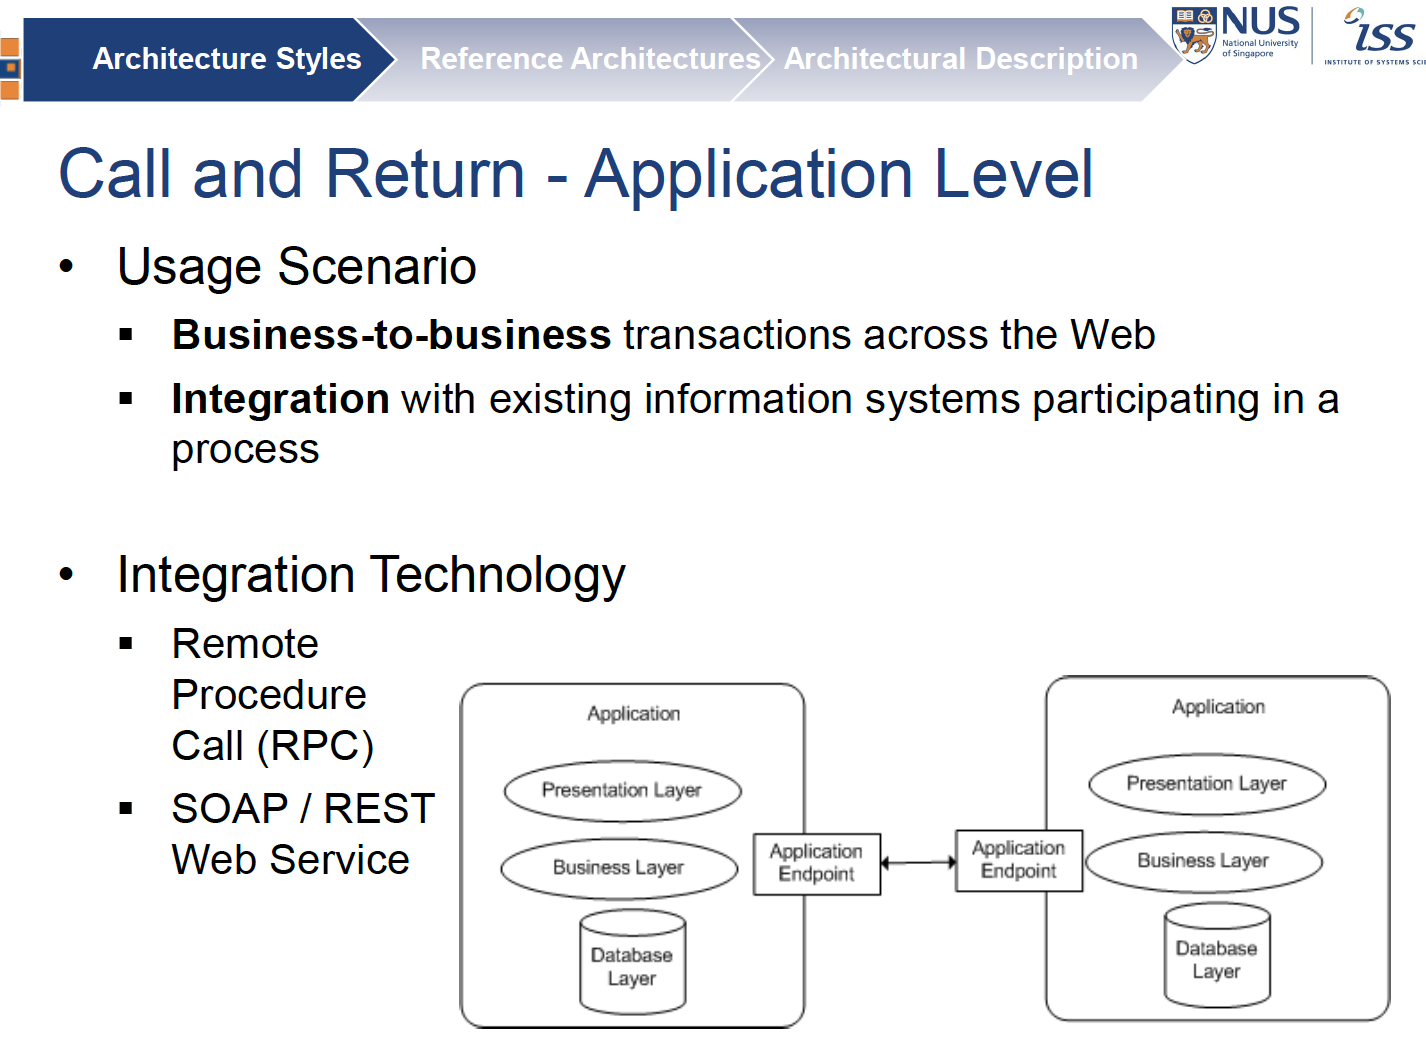 Architecture Styles
Reference Architectures
Architectural Description
NUS
National University
of Singapore
ISS
INSTITUTE OF SYSTEMS
Call and Return - Application Level
• Usage Scenario
▪ Business-to-business transactions across the Web
▪ Integration with existing information systems participating in a
process
• Integration Technology
▪ Remote
Procedure
Call (RPC)
▪ SOAP / REST
Web Service
Application
Presentation Layer
Business Layer
Database
Layer
Application
Endpoint
Application
Endpoint
Application
Presentation Layer
Business Layer
Database
Layer